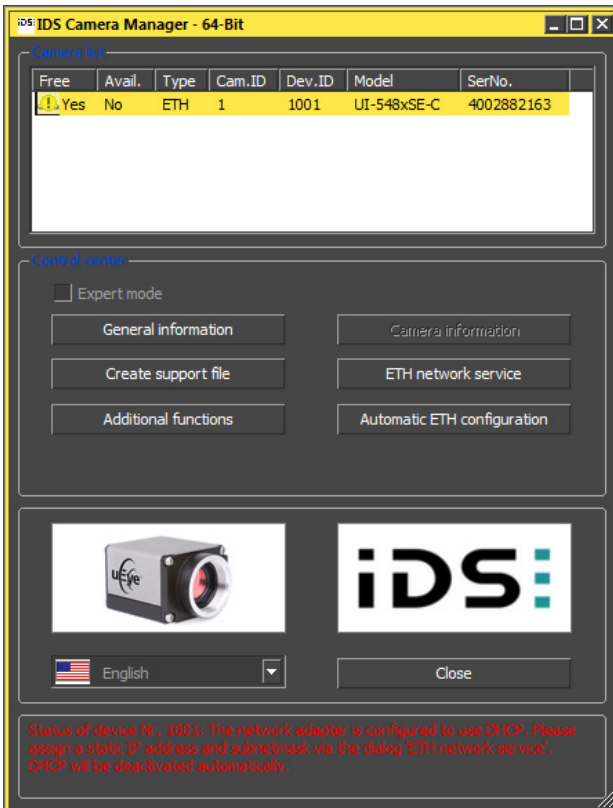 IDS Camera Manager - 64-Bit
Camera list
Free Avail. Type Cam.ID Dev.ID Model SerNo.
Yes No ETH 1 1001 UI-548xSE-C 4002882163
Control center
Expert mode
General information Camera information
Create support file ETH network service
Additional functions Automatic ETH configuration
uEye
iDS
English Close
Status of device Nr. 1001: The network adapter is configured to use DHCP. Please
assign a static IP address and subnetmask via the dialog 'ETH network service'.
DHCP will be deactivated automatically.